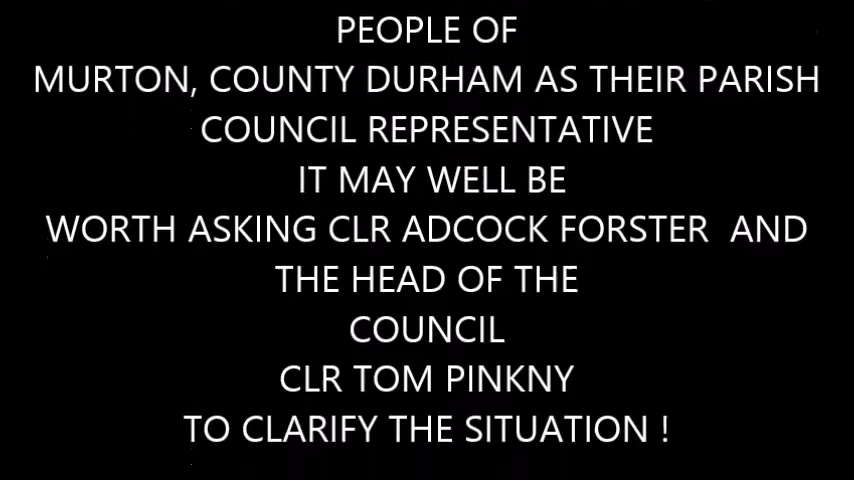 PEOPLE OF
MURTON, COUNTY DURHAM AS THEIR PARISH
COUNCIL REPRESENTATIVE
IT MAY WELL BE
WORTH ASKING CLR ADCOCK FORSTER AND
THE HEAD OF THE
COUNCIL
CLR TOM PINKNY
TO CLARIFY THE SITUATION !